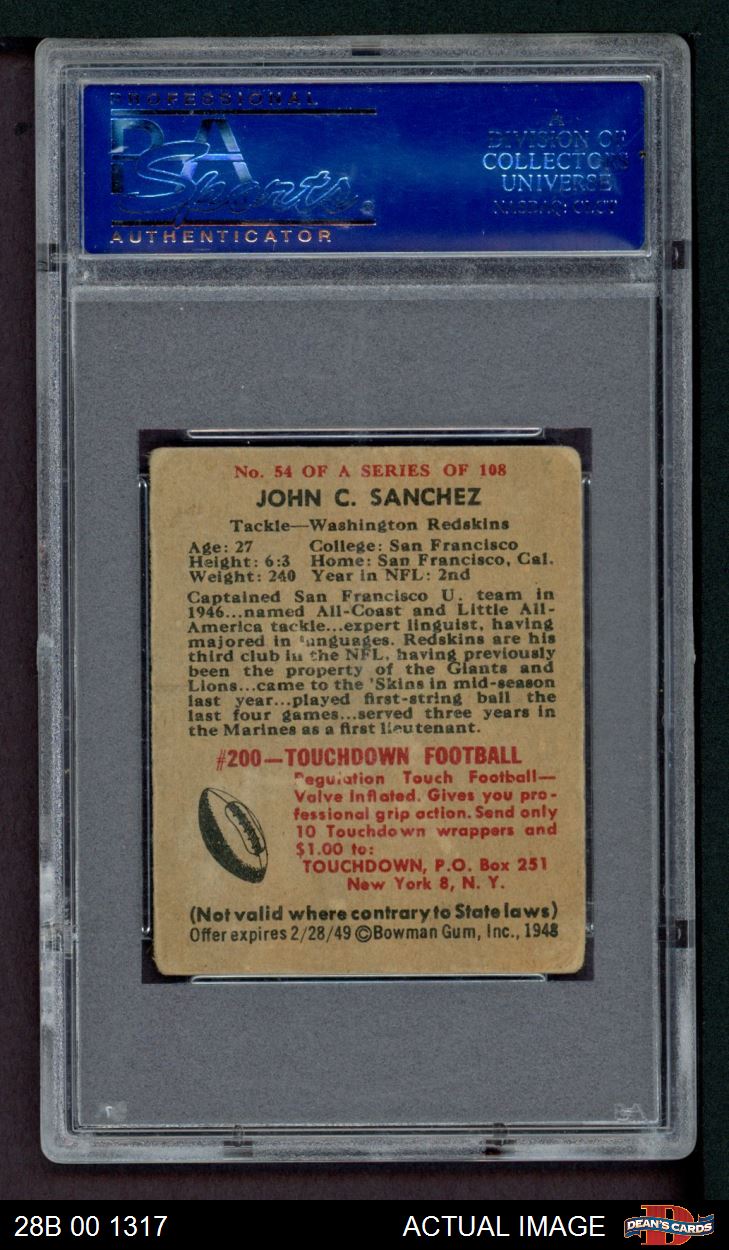 PROFESSIONAL
PSA
Sports
AUTHENTICATOR
A
DIVISION OF
COLLECTORS
UNIVERSE
NASDAQ: CLCT
No. 54 OF A SERIES OF 108
JOHN C. SANCHEZ
Tackle—Washington Redskins
Age: 27 College: San Francisco
Height: 6:3 Home: San Francisco, Cal.
Weight: 240 Year in NFL: 2nd
Captained San Francisco U. team in
1946...named All-Coast and Little All-
America tackle...expert linguist, having
majored in languages. Redskins are his
third club in the NFL, having previously
been the property of the Giants and
Lions...came to the 'Skins in mid-season
last year...played first-string ball the
last four games...served three years in
the Marines as a first lieutenant.
#200—TOUCHDOWN FOOTBALL
Regulation Touch Football—
Valve Inflated. Gives you pro-
fessional grip action. Send only
10 Touchdown wrappers and
$1.00 to:
TOUCHDOWN, P.O. Box 251
New York 8, N. Y.
(Not valid where contrary to State laws)
Offer expires 2/28/49 ©Bowman Gum, Inc., 1948
PSA
28B 00 1317 ACTUAL IMAGE
DEAN'S CARDS